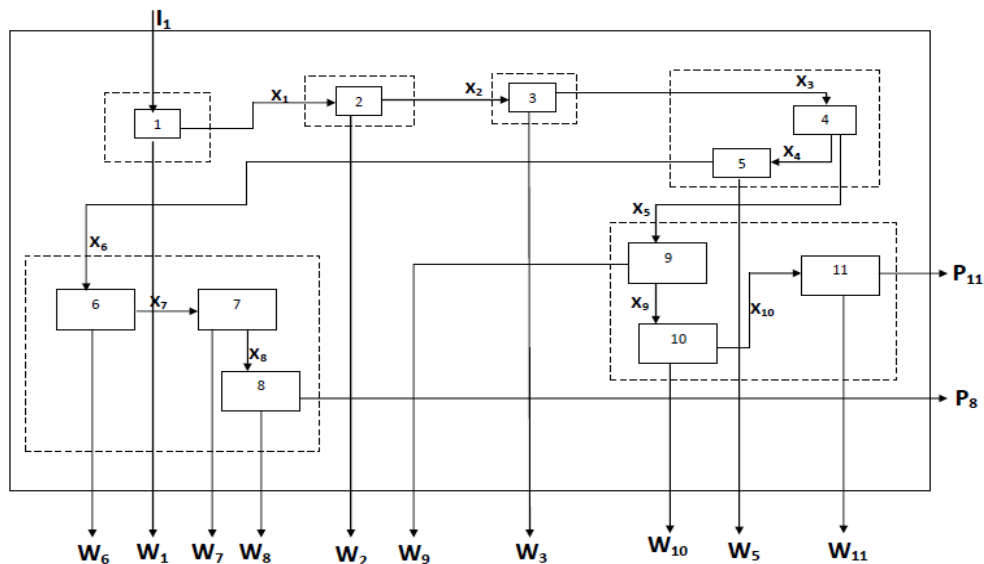 I₁
X₁
X₂
X₃
1
2
3
4
X₄
5
X₅
X₆
9
11
P₁₁
6
X₇
7
X₉
X₁₀
10
X₈
8
P₈
W₆
W₁
W₇
W₈
W₂
W₉
W₃
W₁₀
W₅
W₁₁